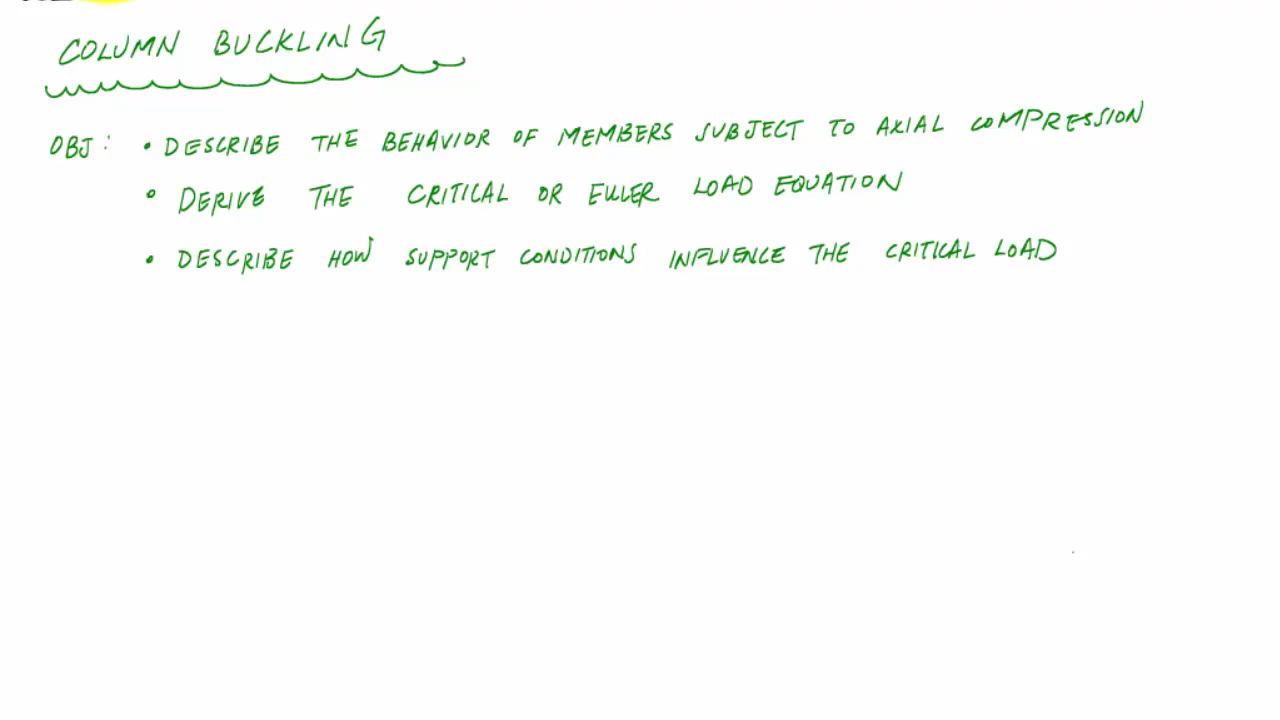 COLUMN BUCKLING
OBJ: • DESCRIBE THE BEHAVIOR OF MEMBERS SUBJECT TO AXIAL COMPRESSION
• DERIVE THE CRITICAL OR EULER LOAD EQUATION
• DESCRIBE HOW SUPPORT CONDITIONS INFLUENCE THE CRITICAL LOAD